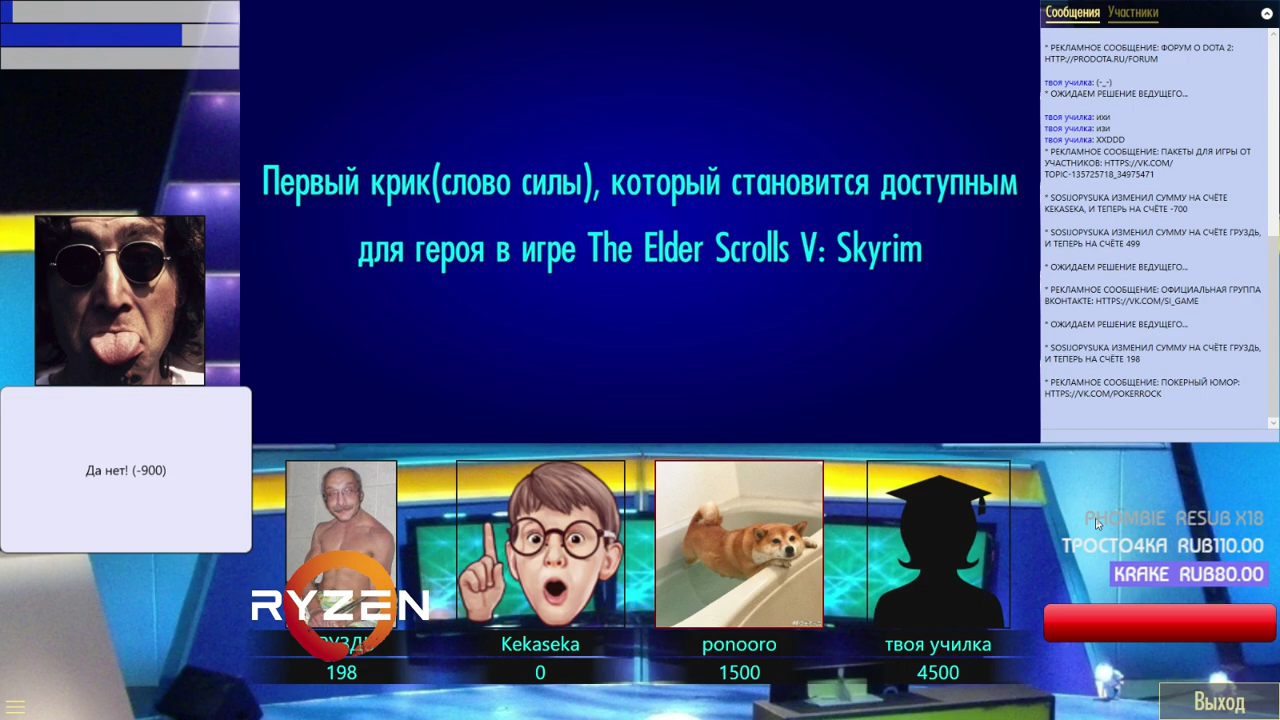 Сообщения Участники
* РЕКЛАМНОЕ СООБЩЕНИЕ: ФОРУМ О DOTA 2:
HTTP://PRODOTA.RU/FORUM
твоя училка: (-_-)
* ОЖИДАЕМ РЕШЕНИЕ ВЕДУЩЕГО...
твоя училка: ихи
твоя училка: изи
твоя училка: XXDDD
* РЕКЛАМНОЕ СООБЩЕНИЕ: ПАКЕТЫ ДЛЯ ИГРЫ ОТ
УЧАСТНИКОВ: HTTPS://VK.COM/
TOPIC-135725718_34975471
* SOSIJOPYSUKA ИЗМЕНИЛ СУММУ НА СЧЁТЕ
KEKASEKA, И ТЕПЕРЬ НА СЧЁТЕ -700
* SOSIJOPYSUKA ИЗМЕНИЛ СУММУ НА СЧЁТЕ ГРУЗДЬ,
И ТЕПЕРЬ НА СЧЁТЕ 499
* ОЖИДАЕМ РЕШЕНИЕ ВЕДУЩЕГО...
* РЕКЛАМНОЕ СООБЩЕНИЕ: ОФИЦИАЛЬНАЯ ГРУППА
ВКОНТАКТЕ: HTTPS://VK.COM/SI_GAME
* ОЖИДАЕМ РЕШЕНИЕ ВЕДУЩЕГО...
* SOSIJOPYSUKA ИЗМЕНИЛ СУММУ НА СЧЁТЕ ГРУЗДЬ,
И ТЕПЕРЬ НА СЧЁТЕ 198
* РЕКЛАМНОЕ СООБЩЕНИЕ: ПОКЕРНЫЙ ЮМОР:
HTTPS://VK.COM/POKERROCK
Первый крик(слово силы), который становится доступным
для героя в игре The Elder Scrolls V: Skyrim
Да нет! (-900)
RYZEN
Kekaseka
ponooro
твоя училка
198
0
1500
4500
RESUB X18
ТРОСТО4КА RUB110.00
KRAKE RUB80.00
Выход